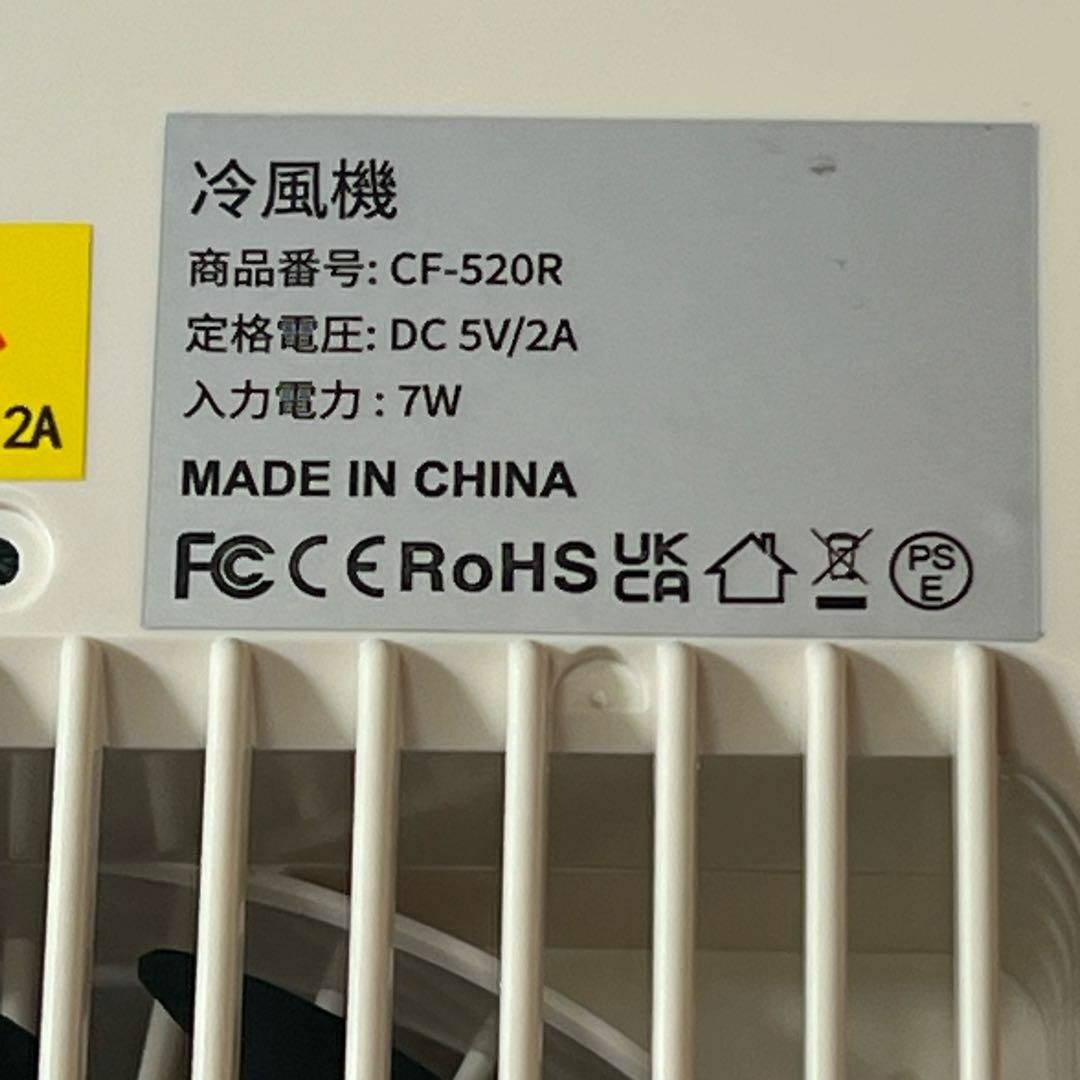 冷風機
商品番号: CF-520R
定格電圧: DC 5V/2A
入力電力 : 7W
MADE IN CHINA
FC CE RoHS UK CA PS E
2A